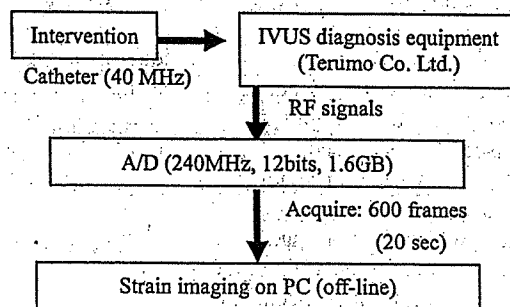 Intervention
IVUS diagnosis equipment
(Terumo Co. Ltd.)
Catheter (40 MHz)
RF signals
A/D (240MHz, 12bits, 1.6GB)
Acquire: 600 frames
(20 sec)
Strain imaging on PC (off-line)